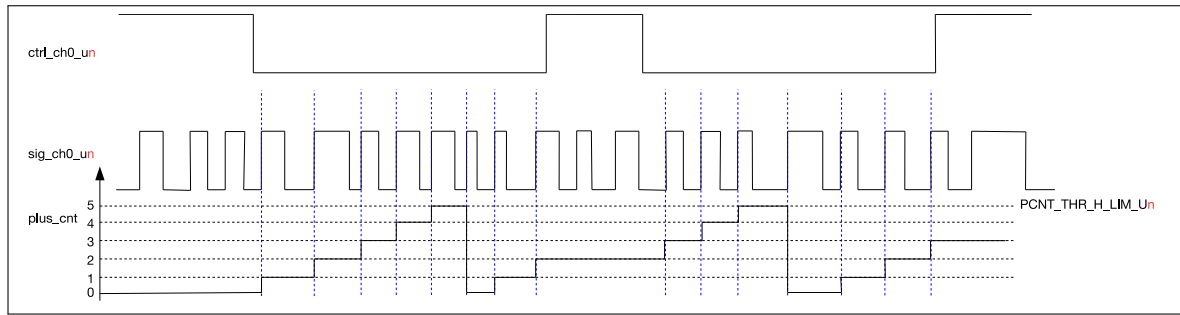 ctrl_ch0_un
sig_ch0_un
plus_cnt
5
4
3
2
1
0
PCNT_THR_H_LIM_Un